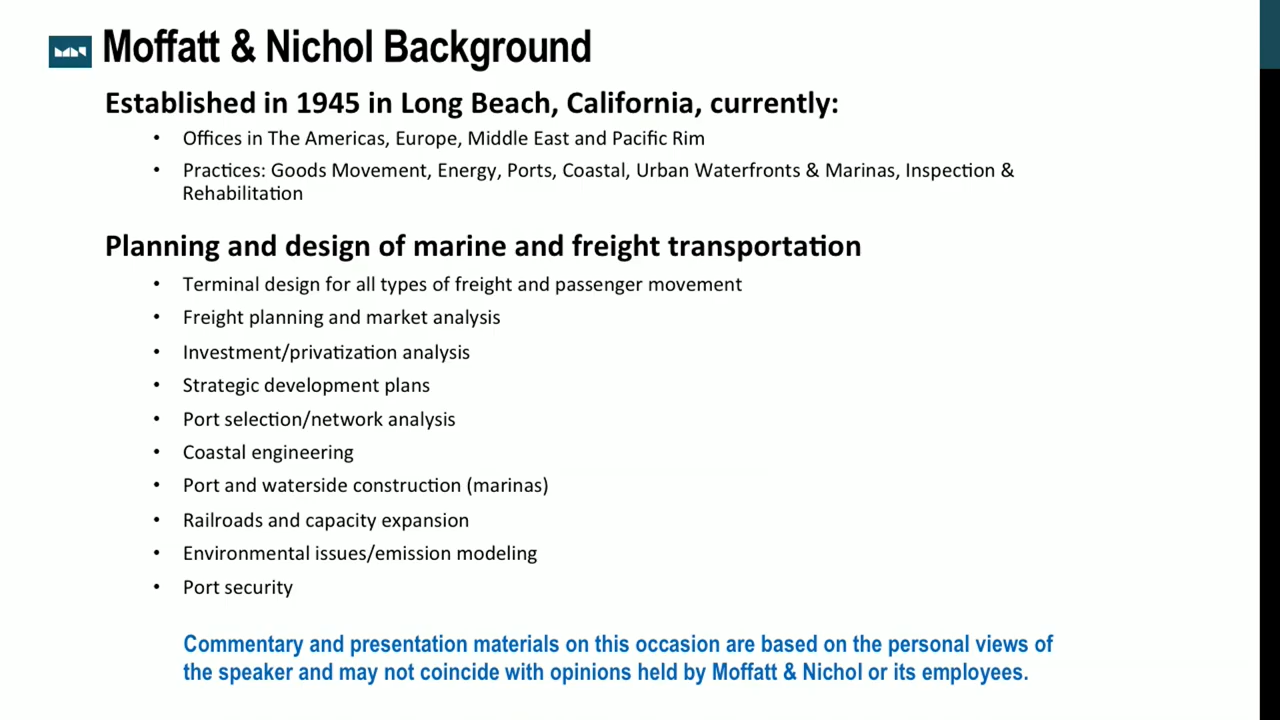 Moffatt & Nichol Background
Established in 1945 in Long Beach, California, currently:
• Offices in The Americas, Europe, Middle East and Pacific Rim
• Practices: Goods Movement, Energy, Ports, Coastal, Urban Waterfronts & Marinas, Inspection &
Rehabilitation
Planning and design of marine and freight transportation
• Terminal design for all types of freight and passenger movement
• Freight planning and market analysis
• Investment/privatization analysis
• Strategic development plans
• Port selection/network analysis
• Coastal engineering
• Port and waterside construction (marinas)
• Railroads and capacity expansion
• Environmental issues/emission modeling
• Port security
Commentary and presentation materials on this occasion are based on the personal views of
the speaker and may not coincide with opinions held by Moffatt & Nichol or its employees.